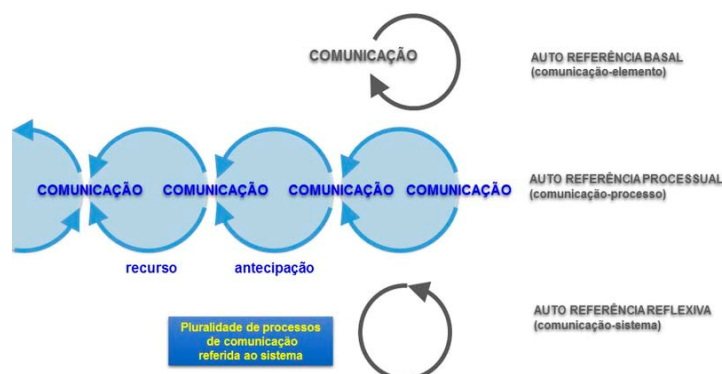 COMUNICAÇÃO
AUTO REFERÊNCIA BASAL
(comunicação-elemento)
COMUNICAÇÃO COMUNICAÇÃO COMUNICAÇÃO COMUNICAÇÃO
AUTO REFERÊNCIA PROCESSUAL
(comunicação-processo)
recurso antecipação
Pluralidade de processos
de comunicação
referida ao sistema
AUTO REFERÊNCIA REFLEXIVA
(comunicação-sistema)